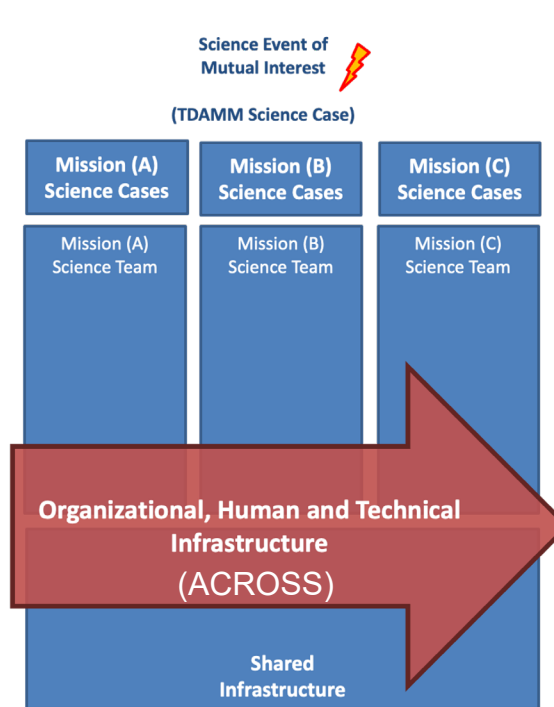 Science Event of
Mutual Interest
(TDAMM Science Case)
Mission (A)
Science Cases
Mission (B)
Science Cases
Mission (C)
Science Cases
Mission (A)
Science Team
Mission (B)
Science Team
Mission (C)
Science Team
Organizational, Human and Technical
Infrastructure
(ACROSS)
Shared
Infrastructure